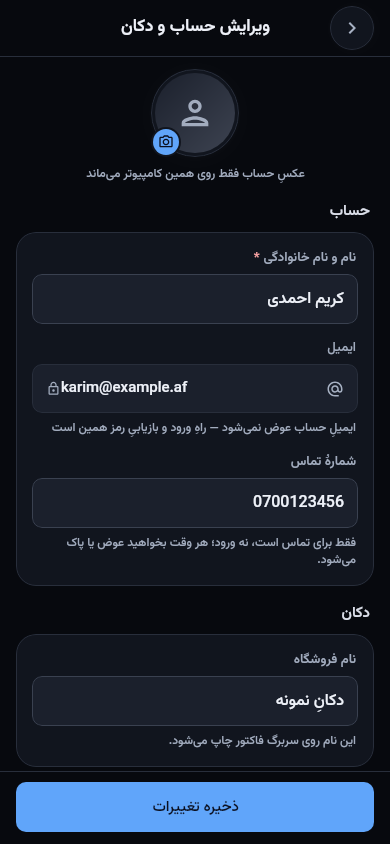 ویرایش حساب و دکان
عکسِ حساب فقط روی همین کامپیوتر می‌ماند
حساب
نام و نام خانوادگی *
کریم احمدی
ایمیل
karim@example.af
ایمیلِ حساب عوض نمی‌شود — راهِ ورود و بازیابیِ رمز همین است
شمارهٔ تماس
0700123456
فقط برای تماس است، نه ورود؛ هر وقت بخواهید عوض یا پاک
می‌شود.
دکان
نام فروشگاه
دکانِ نمونه
این نام روی سربرگ فاکتور چاپ می‌شود.
ذخیره تغییرات